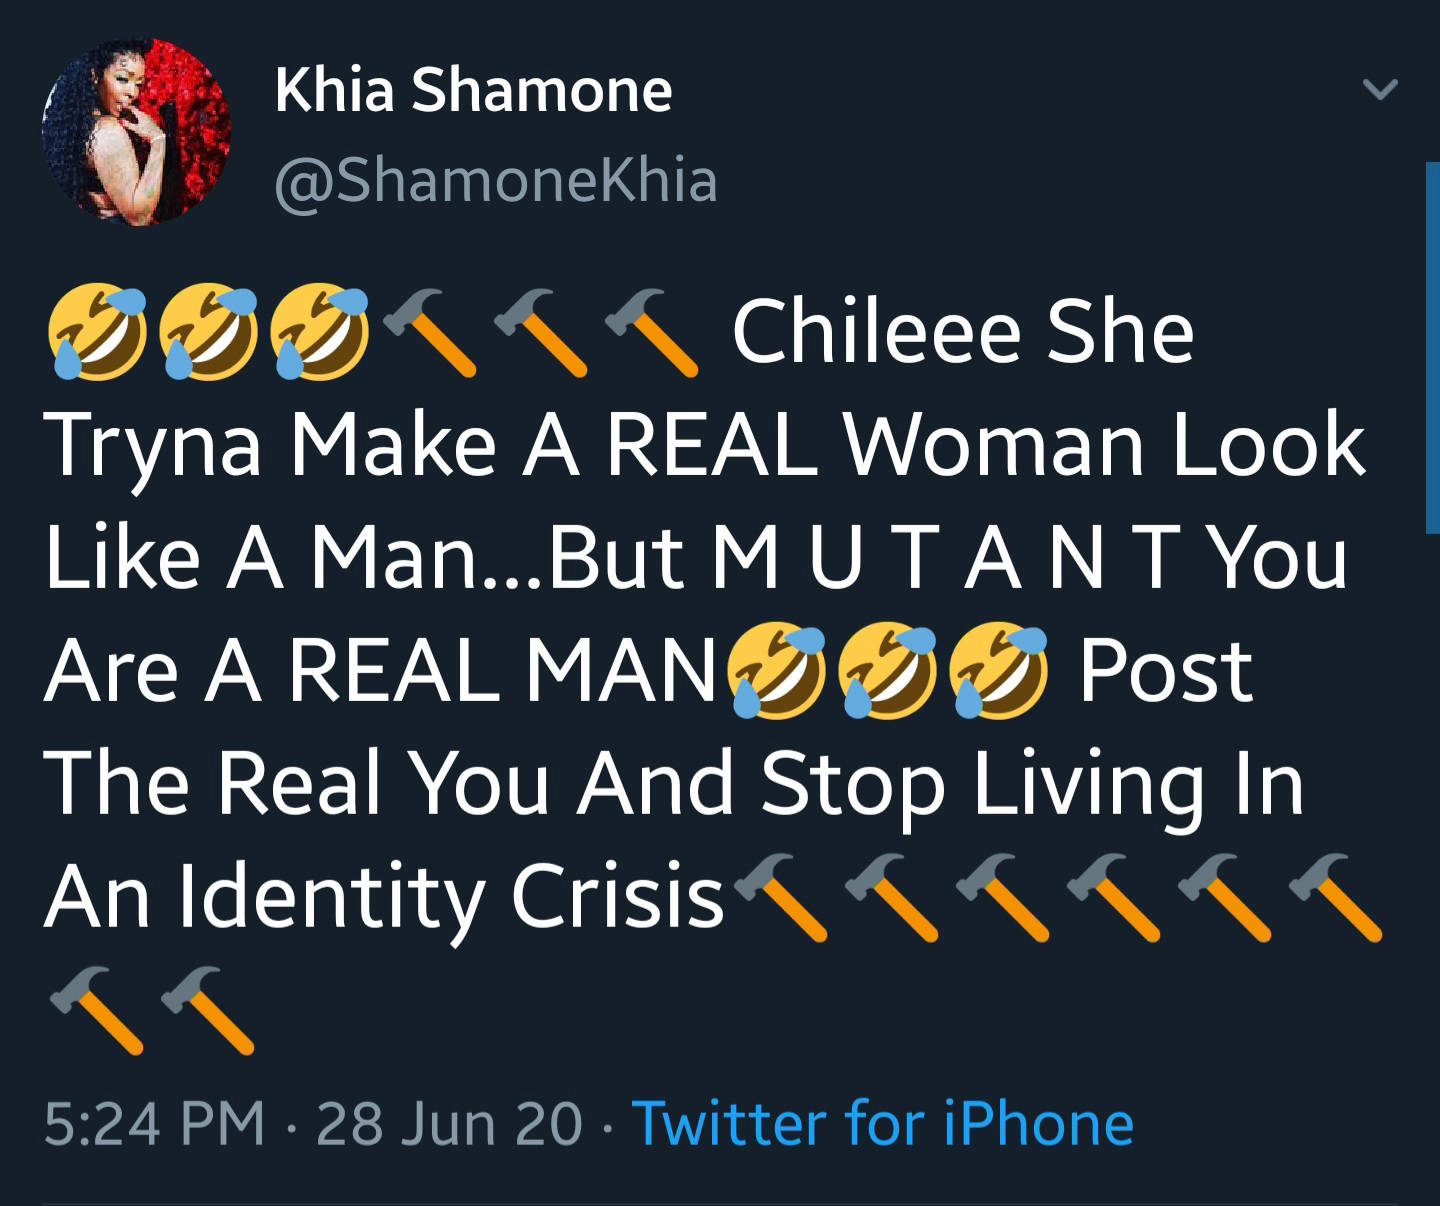 Khia Shamone
@ShamoneKhia
🤣🤣🤣🔨🔨🔨 Chileee She
Tryna Make A REAL Woman Look
Like A Man...But M U T A N T You
Are A REAL MAN🤣🤣🤣 Post
The Real You And Stop Living In
An Identity Crisis🔨🔨🔨🔨🔨🔨
🔨🔨
5:24 PM · 28 Jun 20 · Twitter for iPhone